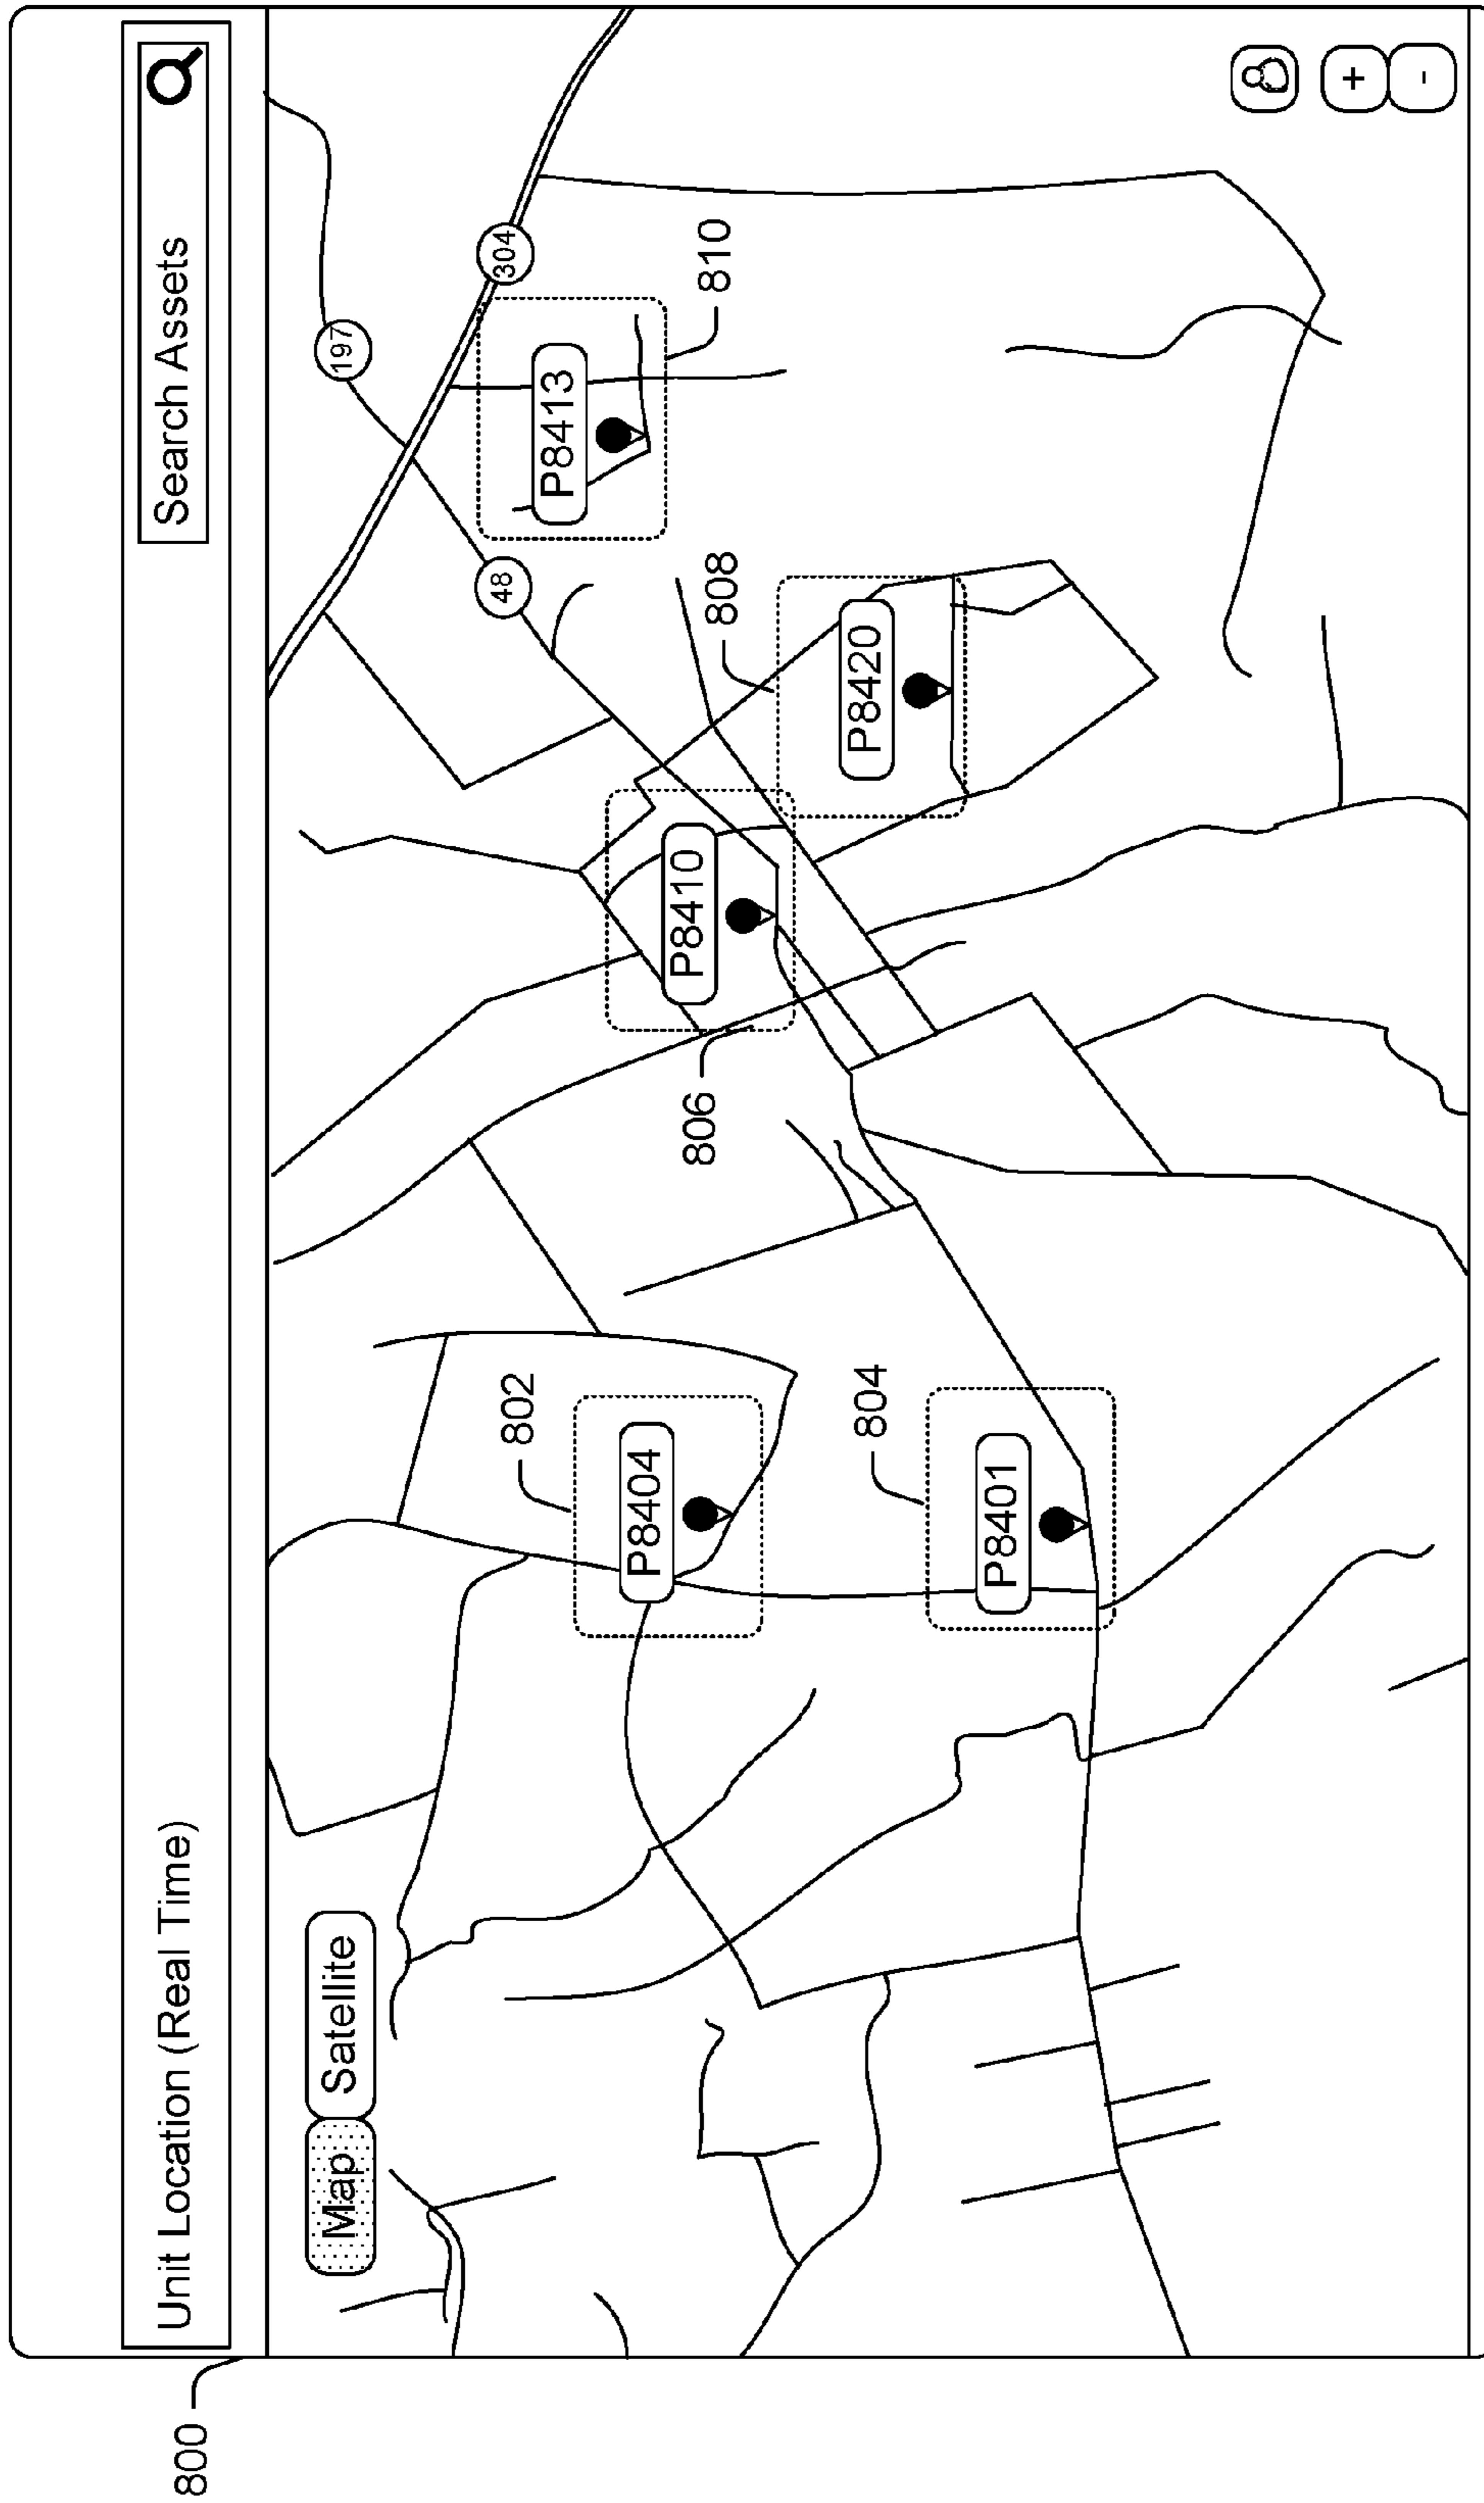 800
Unit Location (Real Time)
Search Assets
Map
Satellite
197
304
48
802
P8404
804
P8401
806
P8410
808
P8420
P8413
810
+
-